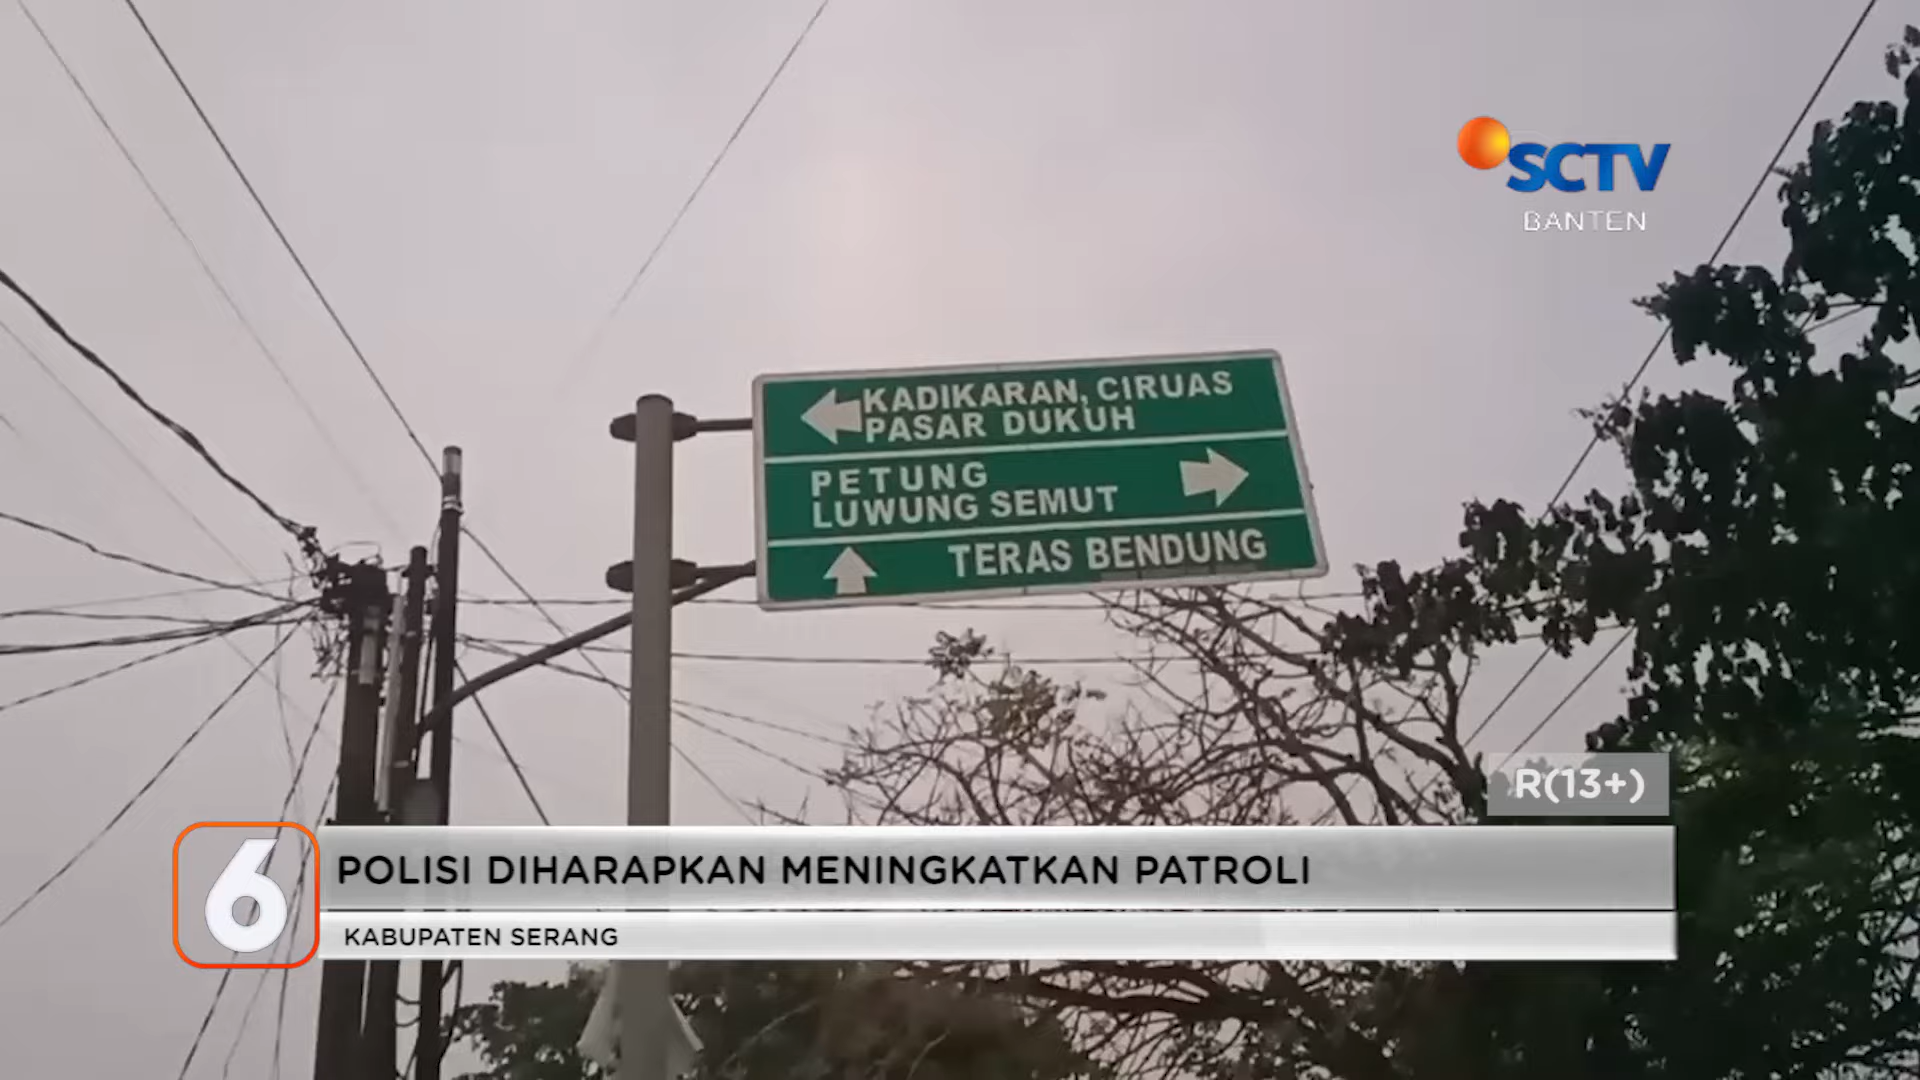 SCTV
BANTEN
KADIKARAN, CIRUAS
PASAR DUKUH
PETUNG
LUWUNG SEMUT
TERAS BENDUNG
R(13+)
6
POLISI DIHARAPKAN MENINGKATKAN PATROLI
KABUPATEN SERANG